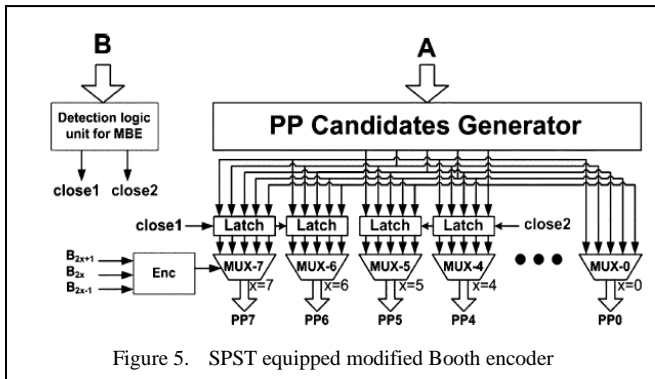 B
A
Detection logic
unit for MBE
PP Candidates Generator
close1 close2
close1 Latch Latch Latch Latch close2
B2x+1
B2x
B2x-1
Enc
MUX-7 MUX-6 MUX-5 MUX-4 MUX-0
x=7 x=6 x=5 x=4 x=0
PP7 PP6 PP5 PP4 PP0
Figure 5. SPST equipped modified Booth encoder